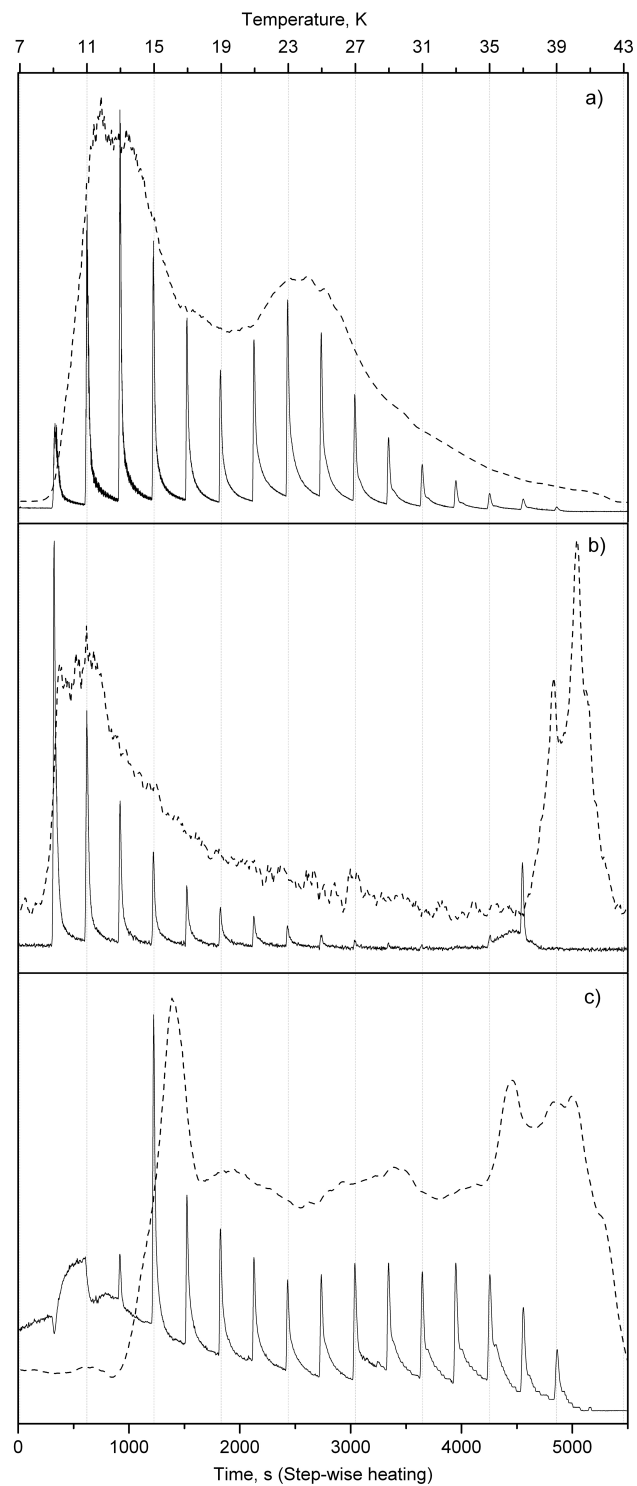 Temperature, K
7 11 15 19 23 27 31 35 39 43
a)
b)
c)
0 1000 2000 3000 4000 5000
Time, s (Step-wise heating)